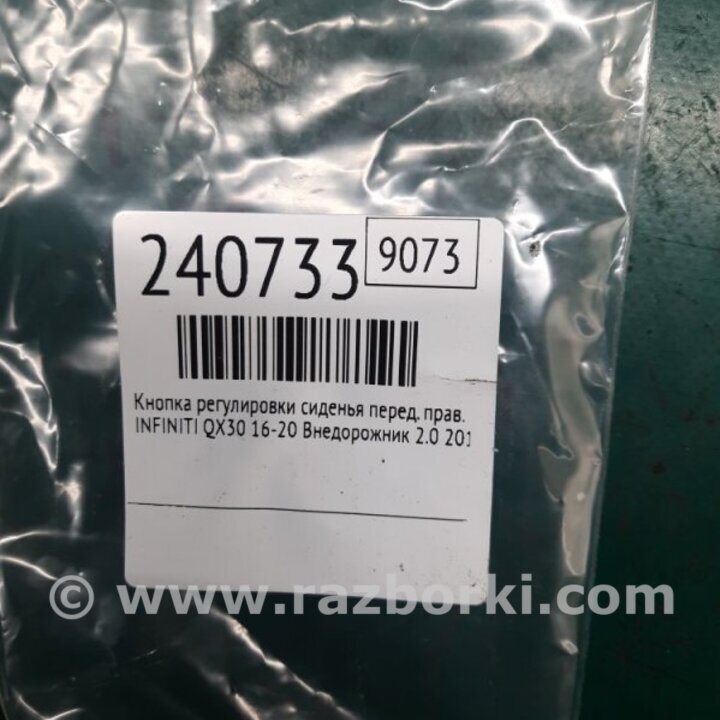 240733
9073
Кнопка регулировки сиденья перед. прав.
INFINITI QX30 16-20 Внедорожник 2.0 201
© www.razborki.com